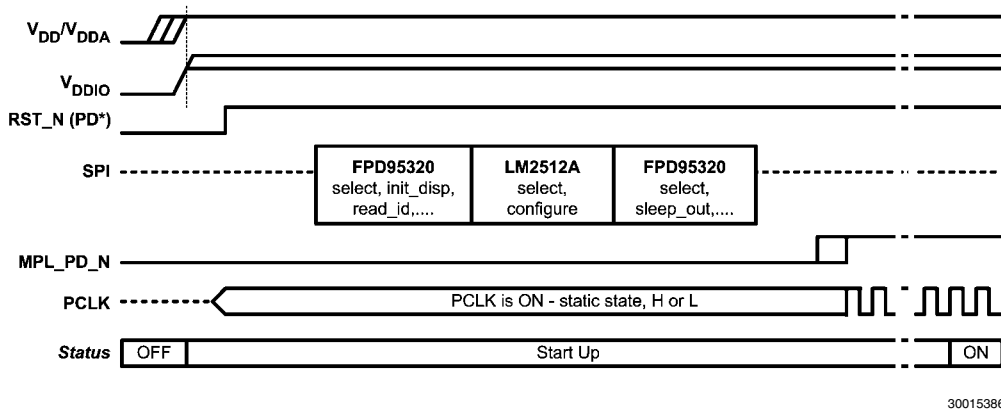 VDD/VDDA
VDDIO
RST_N (PD*)
SPI
FPD95320
select, init_disp,
read_id,....
LM2512A
select,
configure
FPD95320
select,
sleep_out,....
MPL_PD_N
PCLK
PCLK is ON - static state, H or L
Status
OFF
Start Up
ON
30015386